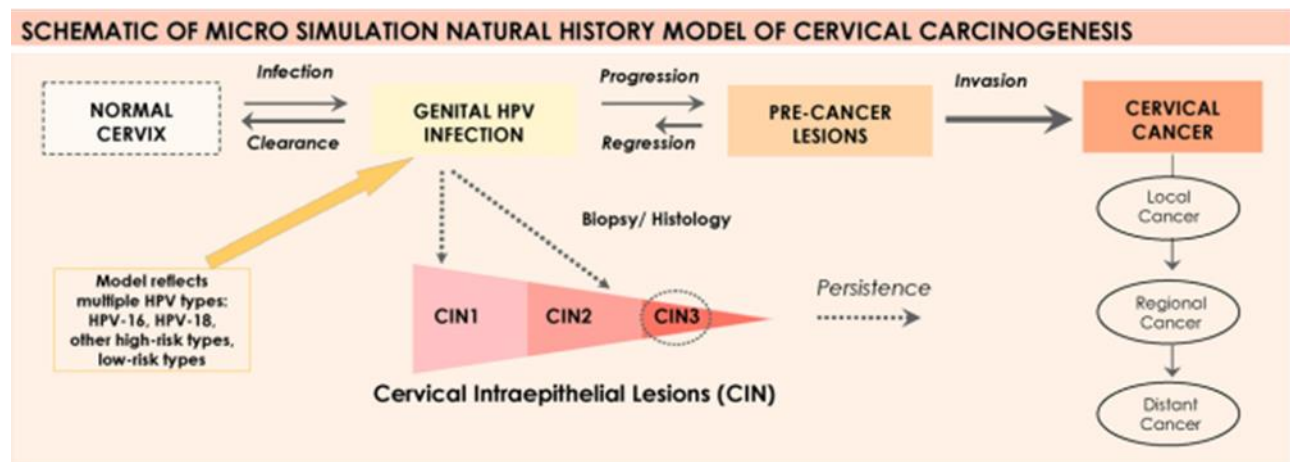 SCHEMATIC OF MICRO SIMULATION NATURAL HISTORY MODEL OF CERVICAL CARCINOGENESIS
NORMAL
CERVIX
Infection
Clearance
GENITAL HPV
INFECTION
Progression
Regression
PRE-CANCER
LESIONS
Invasion
CERVICAL
CANCER
Local
Cancer
Regional
Cancer
Distant
Cancer
Biopsy/ Histology
Model reflects
multiple HPV types:
HPV-16, HPV-18,
other high-risk types,
low-risk types
CIN1
CIN2
CIN3
Persistence
Cervical Intraepithelial Lesions (CIN)